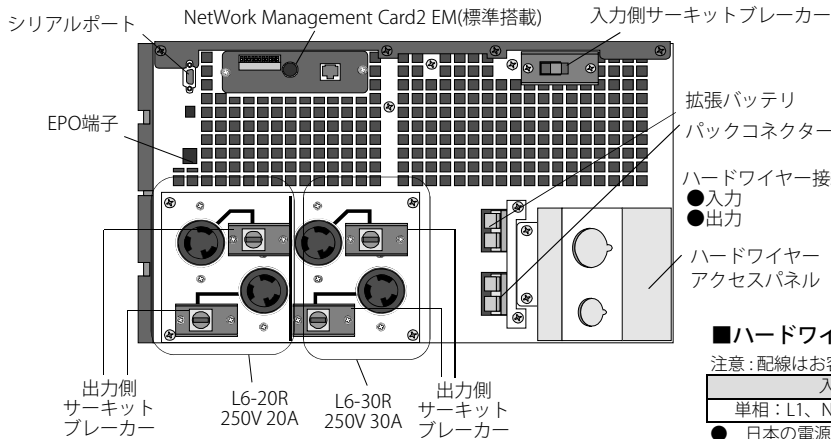 シリアルポート
NetWork Management Card2 EM(標準搭載)
入力側サーキットブレーカー
EPO端子
拡張バッテリ
パックコネクター
ハードワイヤー接
●入力
●出力
ハードワイヤー
アクセスパネル
出力側
サーキット
ブレーカー
L6-20R
250V 20A
L6-30R
250V 30A
出力側
サーキット
ブレーカー
■ハードワイ
注意:配線はお
入
単相:L1、N
● 日本の電源